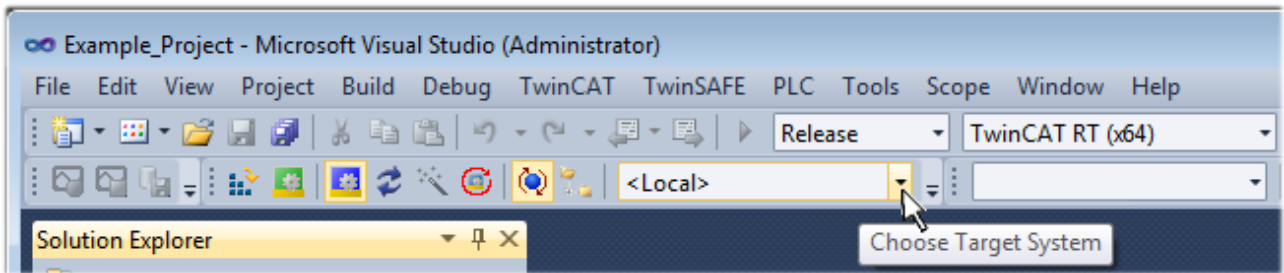 Example_Project - Microsoft Visual Studio (Administrator)
File Edit View Project Build Debug TwinCAT TwinSAFE PLC Tools Scope Window Help
Release TwinCAT RT (x64)
<Local>
Solution Explorer
Choose Target System